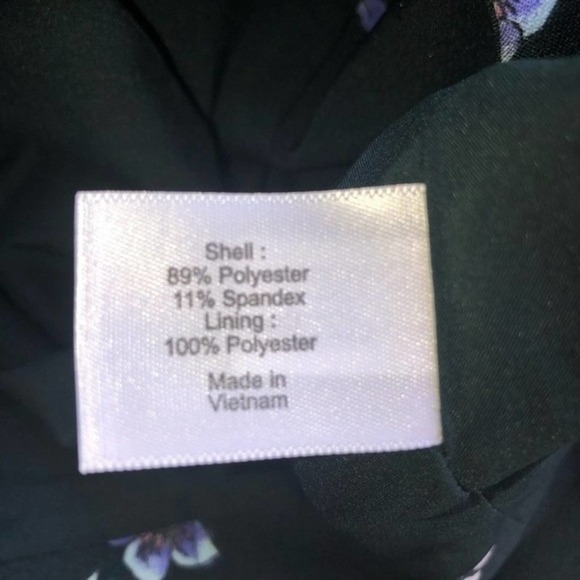 Shell :
89% Polyester
11% Spandex
Lining :
100% Polyester
Made in
Vietnam